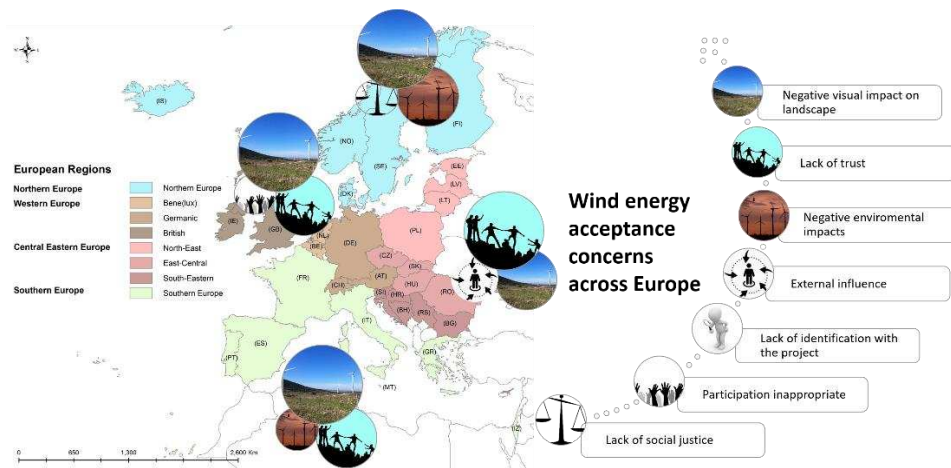 (IS)
(NO)
(SE)
(FI)
(EE)
(LV)
(LT)
(DK)
(IE)
(GB)
(NL)
(BE)
(DE)
(PL)
(CZ)
(SK)
(FR)
(CH)
(AT)
(HU)
(RO)
(SI)
(HR)
(BH)
(RS)
(BG)
(IT)
(PT)
(ES)
(GR)
(MT)
(IZ)
European Regions
Northern Europe
Northern Europe
Western Europe
Bene(lux)
Germanic
British
Central Eastern Europe
North-East
East-Central
South-Eastern
Southern Europe
Southern Europe
0 650 1,300 2,600 Km
Wind energy
acceptance
concerns
across Europe
Negative visual impact on
landscape
Lack of trust
Negative enviromental
impacts
External influence
Lack of identification with
the project
Participation inappropriate
Lack of social justice